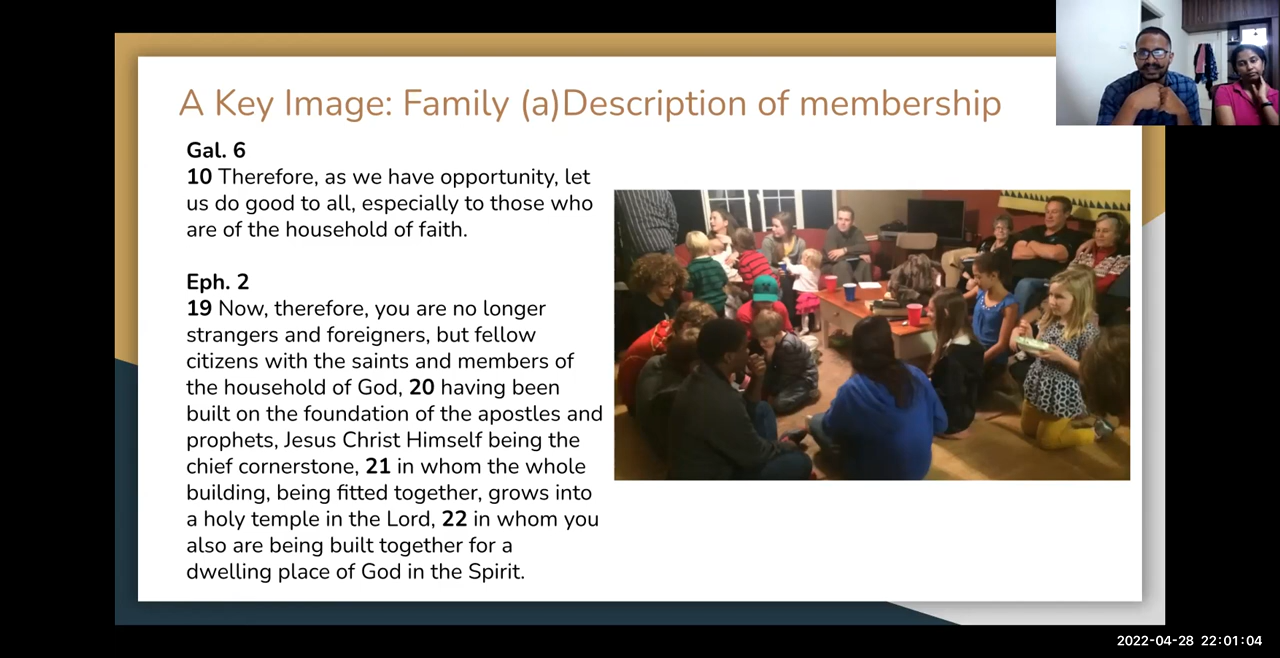 A Key Image: Family (a)Description of membership
Gal. 6
10 Therefore, as we have opportunity, let
us do good to all, especially to those who
are of the household of faith.
Eph. 2
19 Now, therefore, you are no longer
strangers and foreigners, but fellow
citizens with the saints and members of
the household of God, 20 having been
built on the foundation of the apostles and
prophets, Jesus Christ Himself being the
chief cornerstone, 21 in whom the whole
building, being fitted together, grows into
a holy temple in the Lord, 22 in whom you
also are being built together for a
dwelling place of God in the Spirit.
2022-04-28 22:01:04